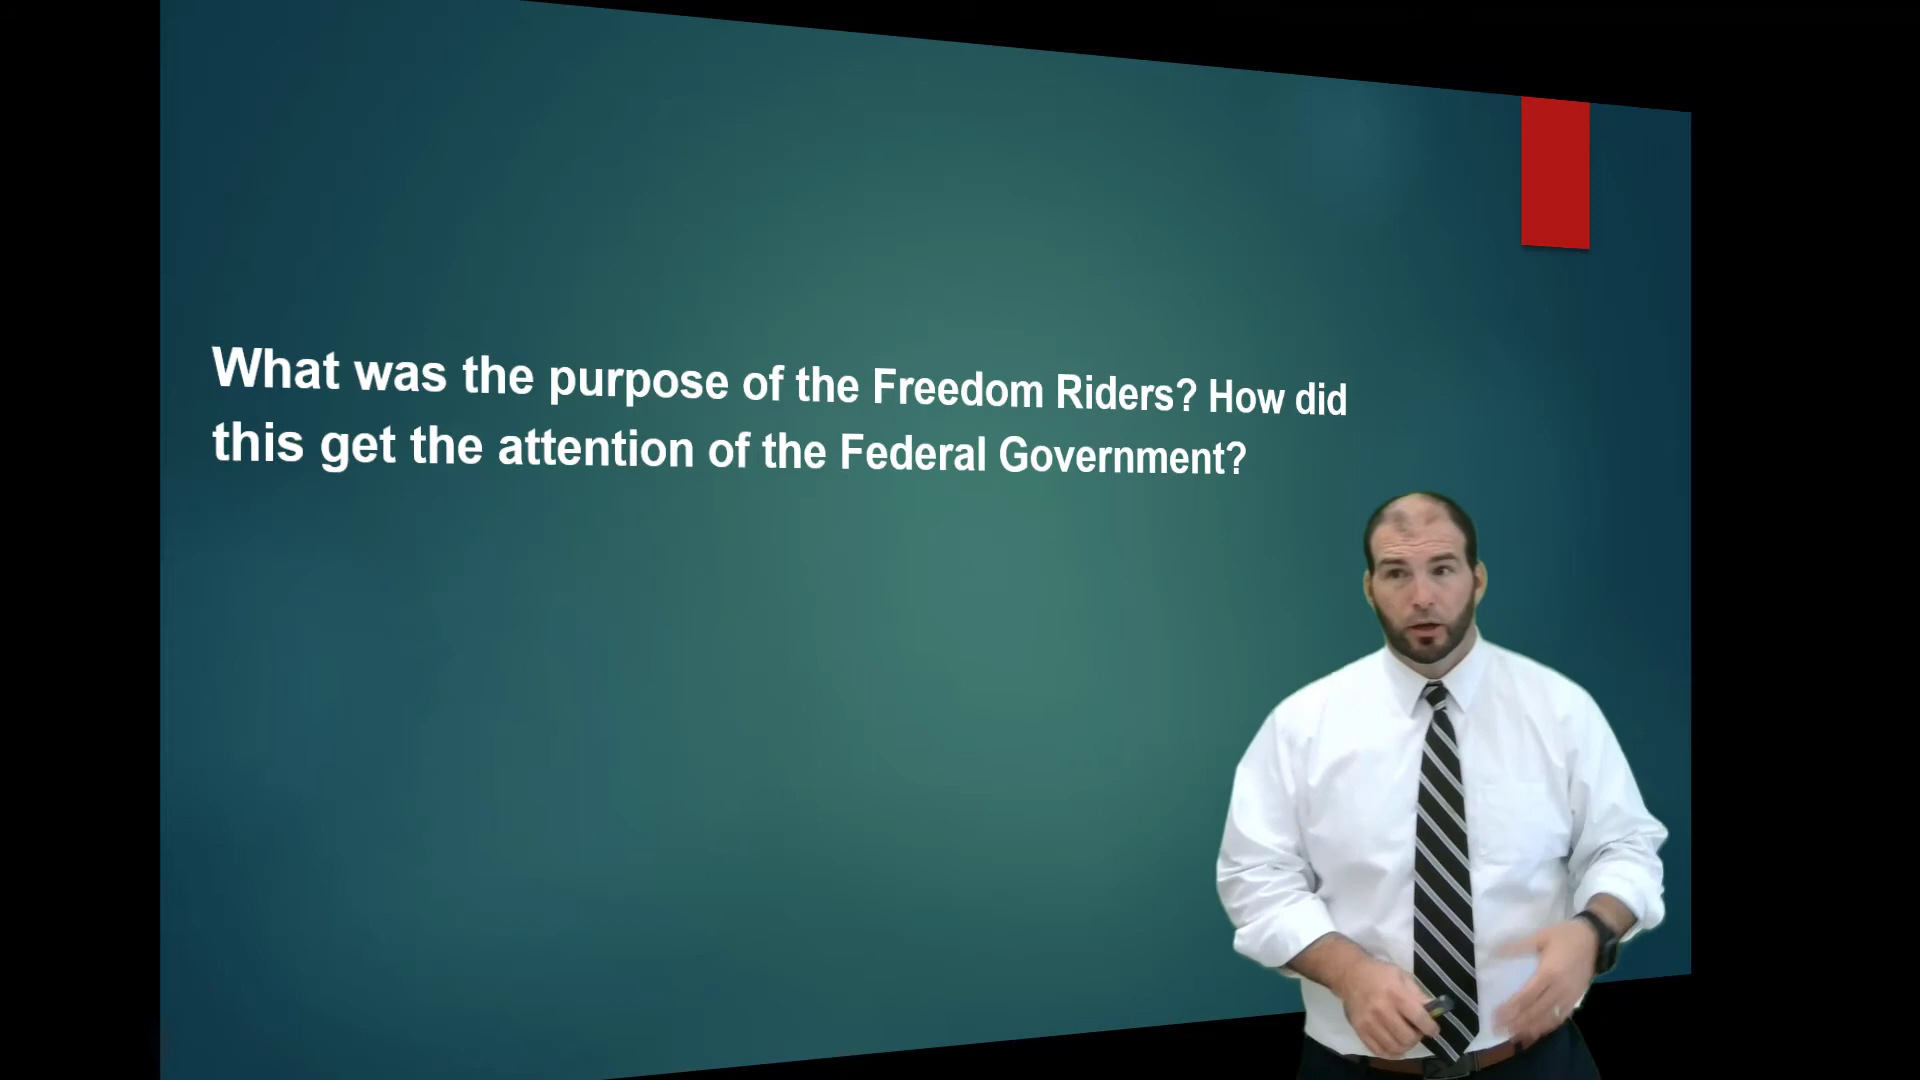 What was the purpose of the Freedom Riders? How did
this get the attention of the Federal Government?